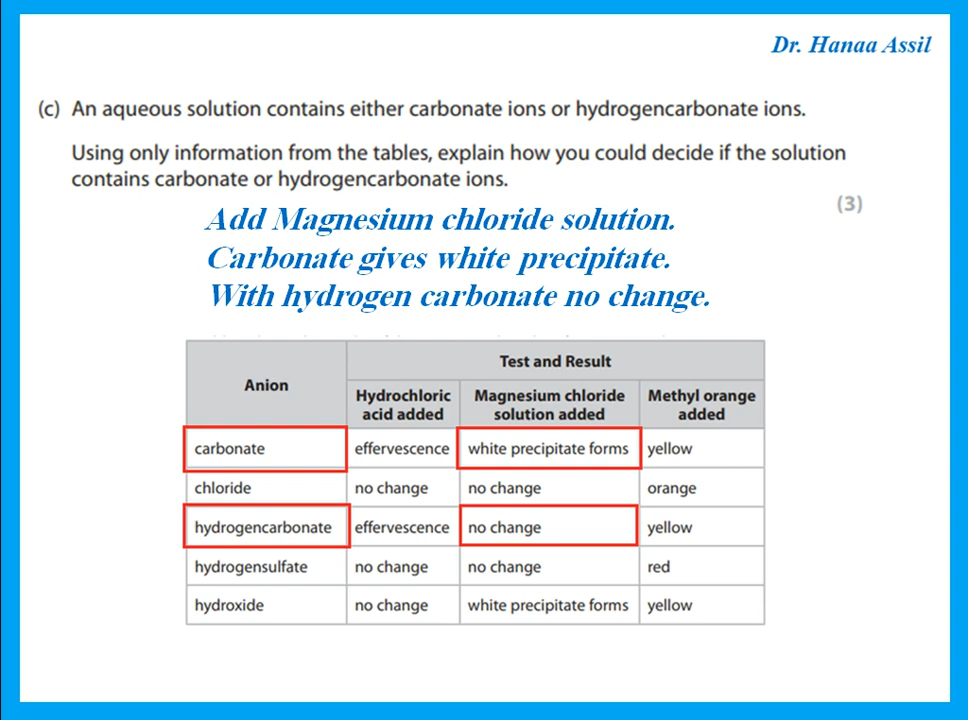 Dr. Hanaa Assil
(c) An aqueous solution contains either carbonate ions or hydrogencarbonate ions.
Using only information from the tables, explain how you could decide if the solution
contains carbonate or hydrogencarbonate ions.
(3)
Add Magnesium chloride solution.
Carbonate gives white precipitate.
With hydrogen carbonate no change.
Anion Test and Result
Hydrochloric acid added Magnesium chloride solution added Methyl orange added
carbonate effervescence white precipitate forms yellow
chloride no change no change orange
hydrogencarbonate effervescence no change yellow
hydrogensulfate no change no change red
hydroxide no change white precipitate forms yellow